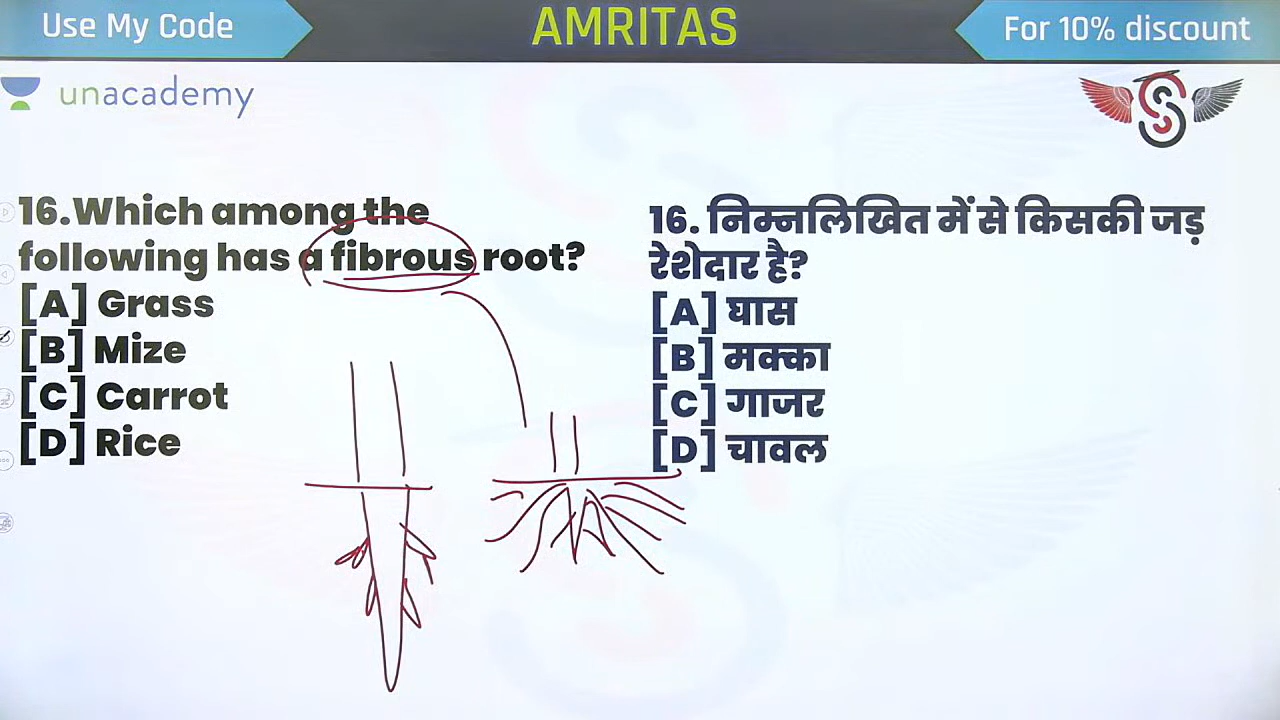 Use My Code
AMRITAS
For 10% discount
unacademy
16.Which among the
following has a fibrous root?
[A] Grass
[B] Mize
[C] Carrot
[D] Rice
16. निम्नलिखित में से किसकी जड़
रेशेदार है?
[A] घास
[B] मक्का
[C] गाजर
[D] चावल